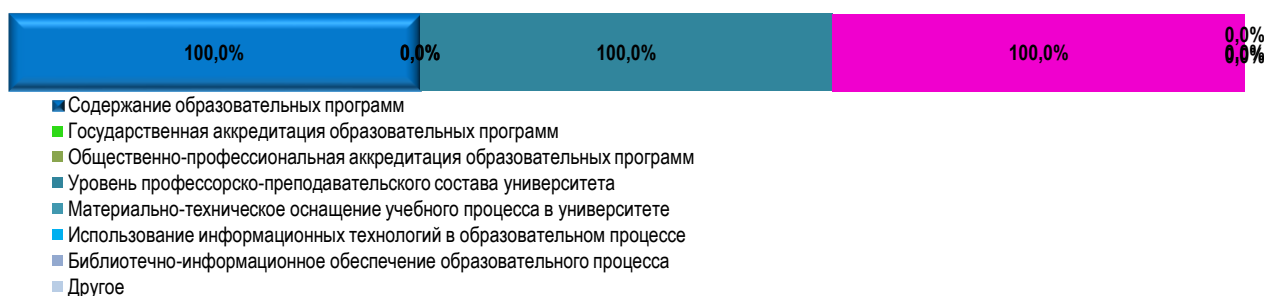 100,0% 0,0% 100,0% 100,0% 0,0%
0,0%
Содержание образовательных программ
Государственная аккредитация образовательных программ
Общественно-профессиональная аккредитация образовательных программ
Уровень профессорско-преподавательского состава университета
Материально-техническое оснащение учебного процесса в университете
Использование информационных технологий в образовательном процессе
Библиотечно-информационное обеспечение образовательного процесса
Другое